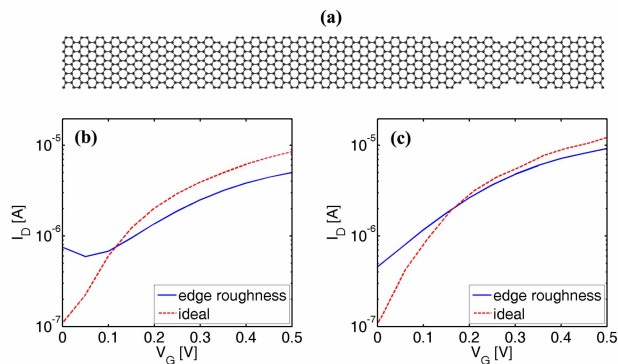 (a)
(b)
10^-5
10^-6
10^-7
I_D [A]
0
0.1
0.2
0.3
0.4
0.5
V_G [V]
edge roughness
ideal
(c)
10^-5
10^-6
10^-7
I_D [A]
0
0.1
0.2
0.3
0.4
0.5
V_G [V]
edge roughness
ideal